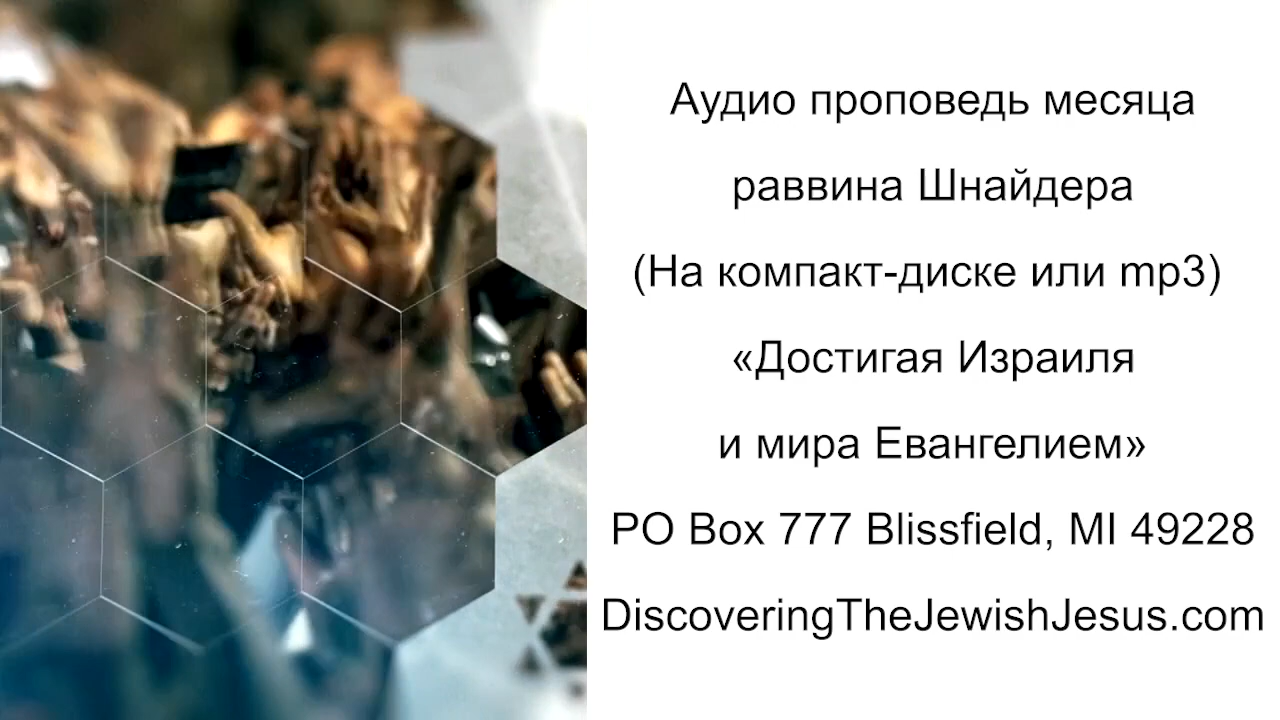 Аудио проповедь месяца
раввина Шнайдера
(На компакт-диске или mp3)
«Достигая Израиля
и мира Евангелием»
PO Box 777 Blissfield, MI 49228
DiscoveringTheJewishJesus.com